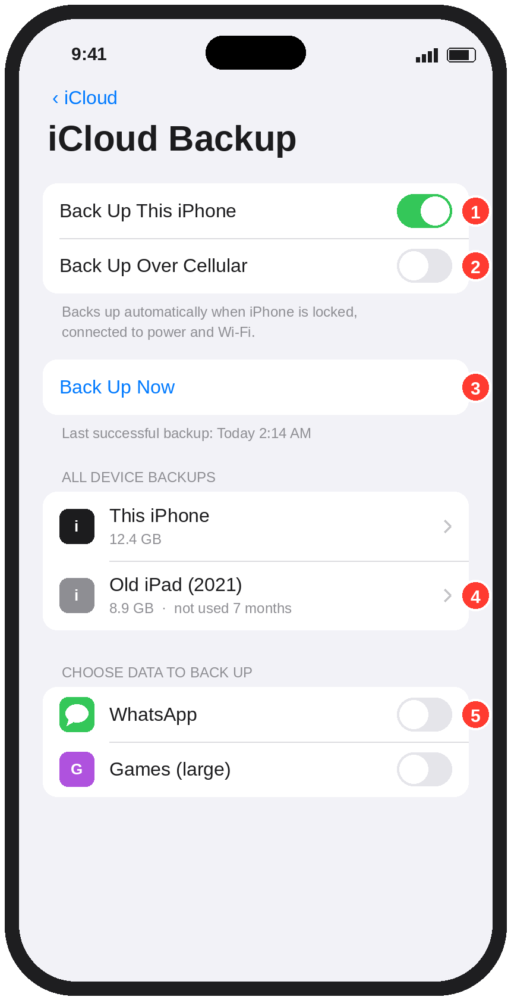 9:41
‹ iCloud
iCloud Backup
Back Up This iPhone
1
Back Up Over Cellular
2
Backs up automatically when iPhone is locked,
connected to power and Wi-Fi.
Back Up Now
3
Last successful backup: Today 2:14 AM
ALL DEVICE BACKUPS
i
This iPhone
12.4 GB
i
Old iPad (2021)
8.9 GB · not used 7 months
4
CHOOSE DATA TO BACK UP
WhatsApp
5
G
Games (large)